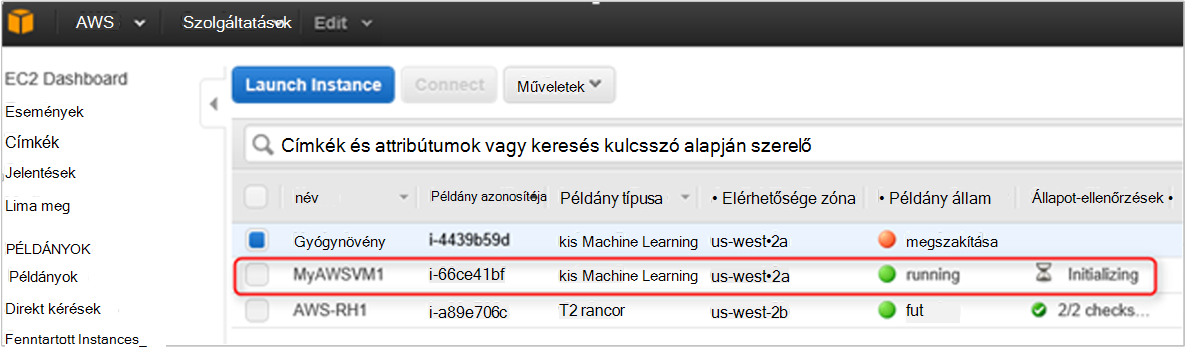 AWS Szolgáltatások Edit
EC2 Dashboard
Események
Címkék
Jelentések
Lima meg
PÉLDÁNYOK
Példányok
Direkt kérések
Fenntartott Instances_
Launch Instance Connect Műveletek
Címkék és attribútumok vagy keresés kulcsszó alapján szerelő
név Példány azonosítója Példány típusa • Elérhetősége zóna • Példány állam Állapot-ellenőrzések •
Gyógynövény i-4439b59d kis Machine Learning us-west•2a megszakítása
MyAWSVM1 i-66ce41bf kis Machine Learning us-west•2a running Initializing
AWS-RH1 i-a89e706c T2 rancor us-west-2b fut 2/2 checks...